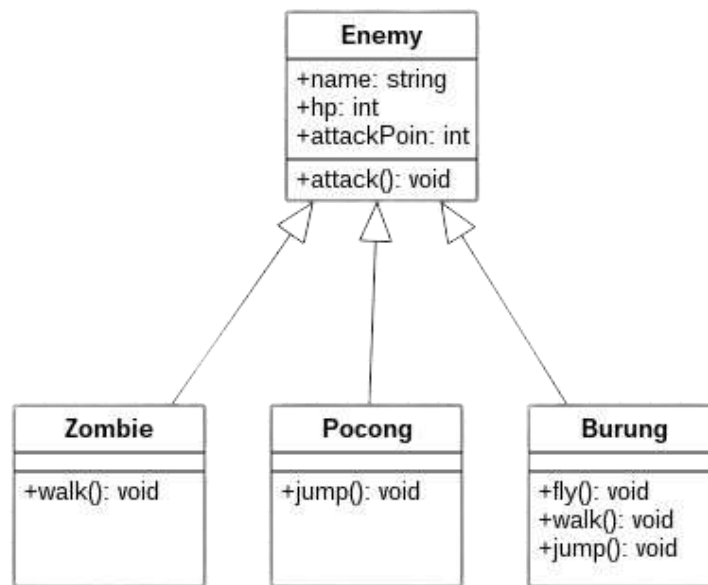 Enemy
+name: string
+hp: int
+attackPoin: int
+attack(): void
Zombie
+walk(): void
Pocong
+jump(): void
Burung
+fly(): void
+walk(): void
+jump(): void